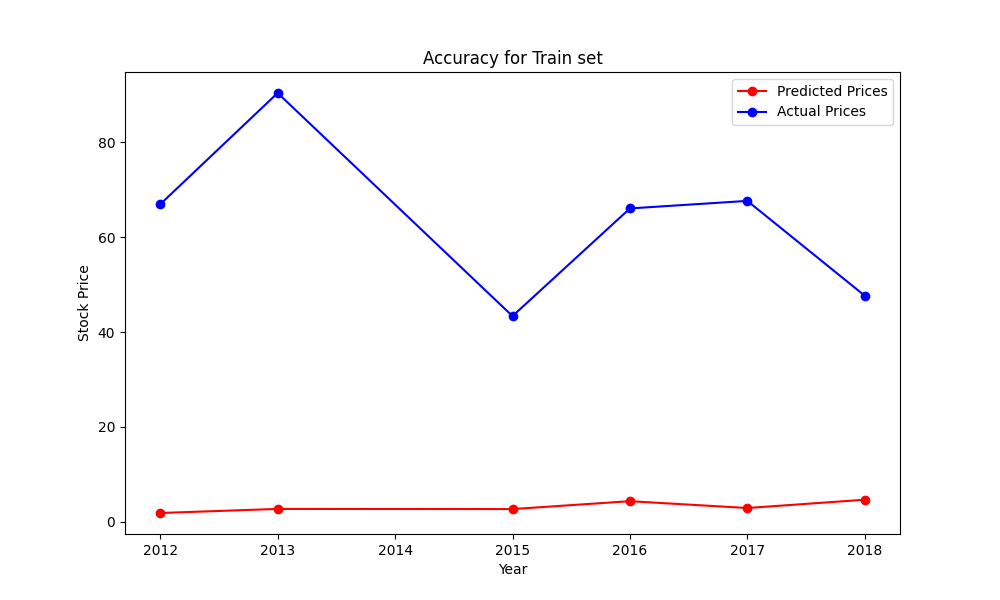 Accuracy for Train set
Predicted Prices
Actual Prices
Stock Price
80
60
40
20
0
2012 2013 2014 2015 2016 2017 2018
Year